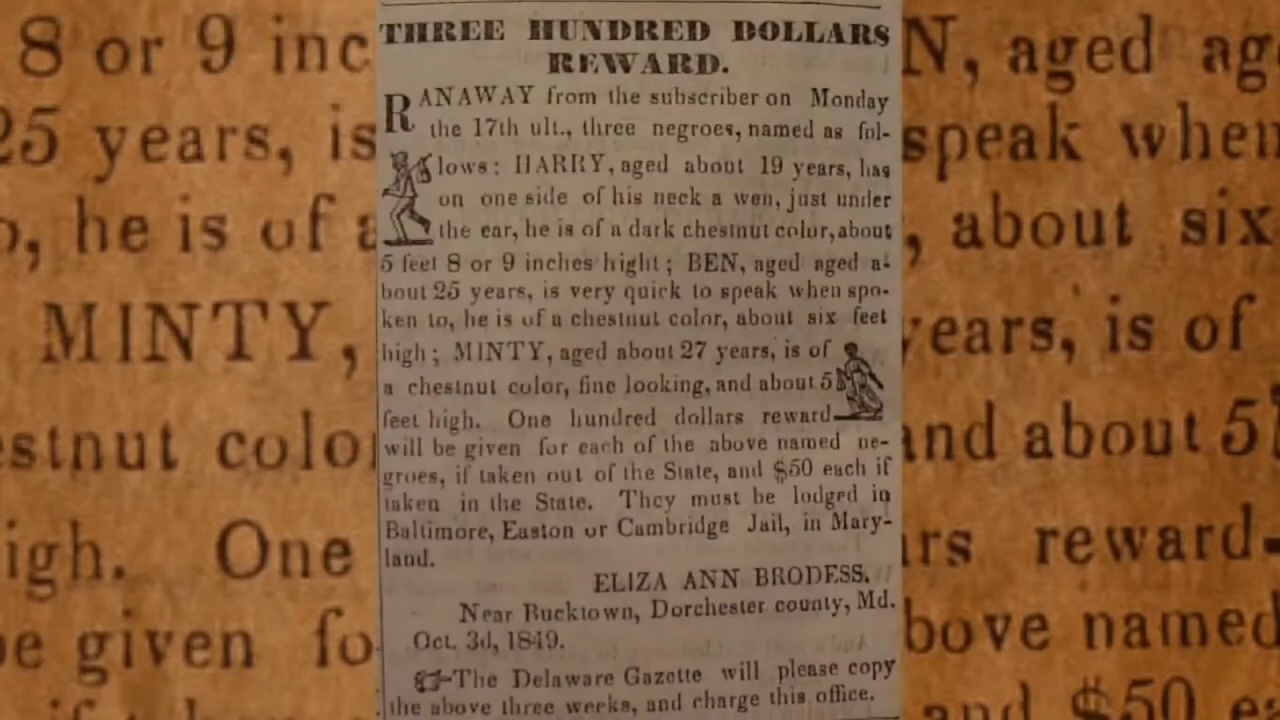 THREE HUNDRED DOLLARS
REWARD.
RANAWAY from the subscriber on Monday
the 17th ult., three negroes, named as fol-
lows: HARRY, aged about 19 years, has
on one side of his neck a wen, just under
the ear, he is of a dark chestnut color, about
5 feet 8 or 9 inches hight; BEN, aged aged a-
bout 25 years, is very quick to speak when spo-
ken to, he is of a chestnut color, about six feet
high; MINTY, aged about 27 years, is of
a chestnut color, fine looking, and about 5
feet high. One hundred dollars reward
will be given for each of the above named ne-
groes, if taken out of the State, and $50 each if
taken in the State. They must be lodged in
Baltimore, Easton or Cambridge Jail, in Mary-
land.
ELIZA ANN BRODESS.
Near Bucktown, Dorchester county, Md.
Oct. 3d, 1849.
The Delaware Gazette will please copy
the above three weeks, and charge this office.
8 or 9 inc
25 years, is
o, he is of a
MINTY,
estnut colo
igh. One
be given fo
N, aged ag
speak when
, about six
years, is of
and about 5
rs reward-
bove named
and $50 ea